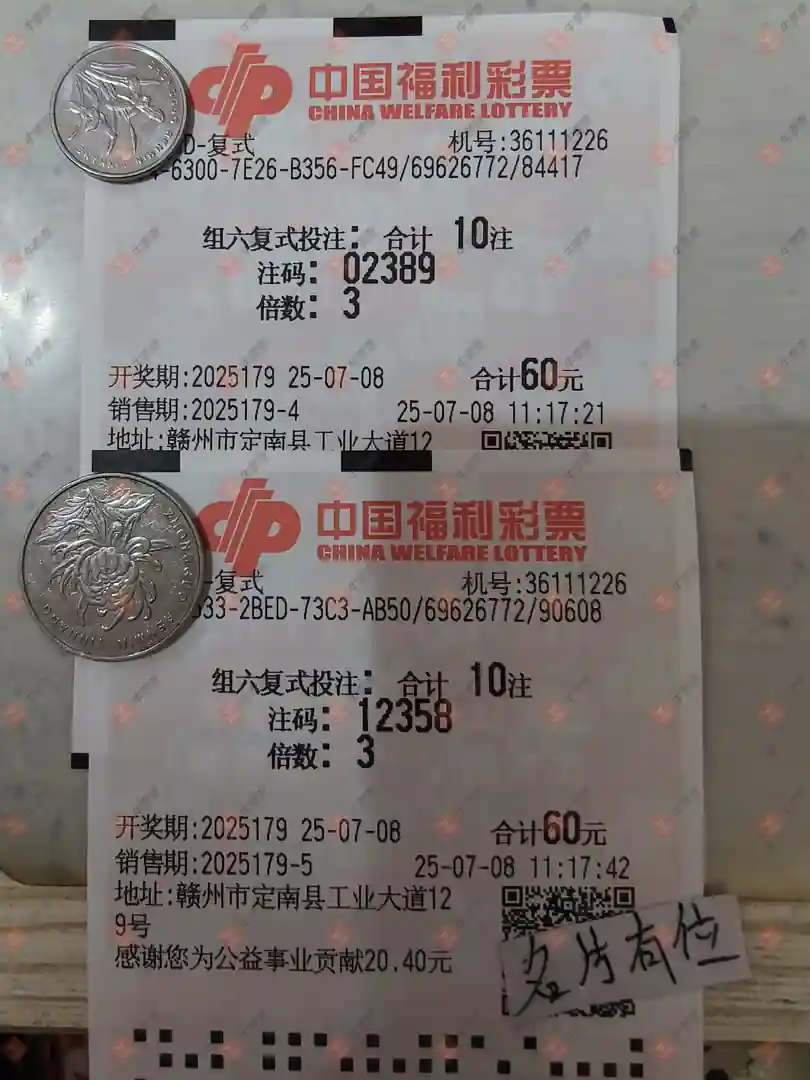 中国福利彩票
CHINA WELFARE LOTTERY
D-复式 机号:36111226
-6300-7E26-B356-FC49/69626772/84417
组六复式投注: 合计 10注
注码: 02389
倍数: 3
开奖期:2025179 25-07-08 合计60元
销售期:2025179-4 25-07-08 11:17:21
地址:赣州市定南县工业大道12
中国福利彩票
CHINA WELFARE LOTTERY
-复式 机号:36111226
33-2BED-73C3-AB50/69626772/90608
组六复式投注: 合计 10注
注码: 12358
倍数: 3
开奖期:2025179 25-07-08 合计60元
销售期:2025179-5 25-07-08 11:17:42
地址:赣州市定南县工业大道12
9号
感谢您为公益事业贡献20.40元
名片有位